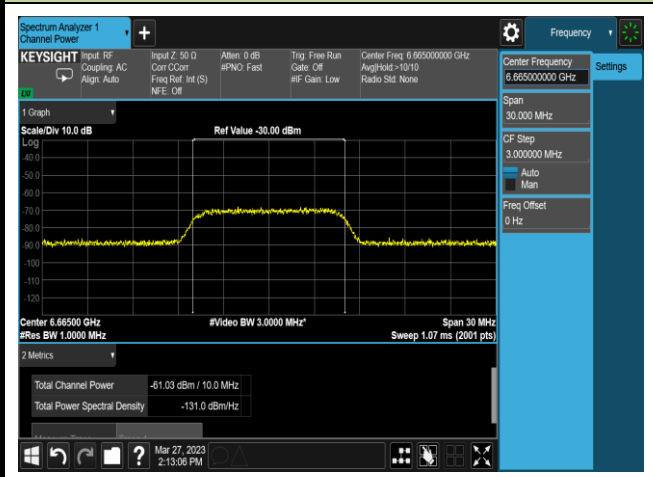 Spectrum Analyzer 1
Channel Power
+
Frequency
KEYSIGHT
Input: RF
Coupling: AC
Align: Auto
Input Z: 50 Ω
Corr CCorr
Freq Ref: Int (S)
NFE: Off
Atten: 0 dB
#PNO: Fast
Trig: Free Run
Gate: Off
#IF Gain: Low
Center Freq: 6.665000000 GHz
Avg|Hold:>10/10
Radio Std: None
Center Frequency
6.665000000 GHz
Settings
Span
30.000 MHz
CF Step
3.000000 MHz
Auto
Man
Freq Offset
0 Hz
1 Graph
Scale/Div 10.0 dB
Ref Value -30.00 dBm
Log
-40.0
-50.0
-60.0
-70.0
-80.0
-90.0
-100
-110
-120
Center 6.66500 GHz
#Video BW 3.0000 MHz*
Span 30 MHz
#Res BW 1.0000 MHz
Sweep 1.07 ms (2001 pts)
2 Metrics
Total Channel Power -61.03 dBm / 10.0 MHz
Total Power Spectral Density -131.0 dBm/Hz
?
Mar 27, 2023
2:13:06 PM